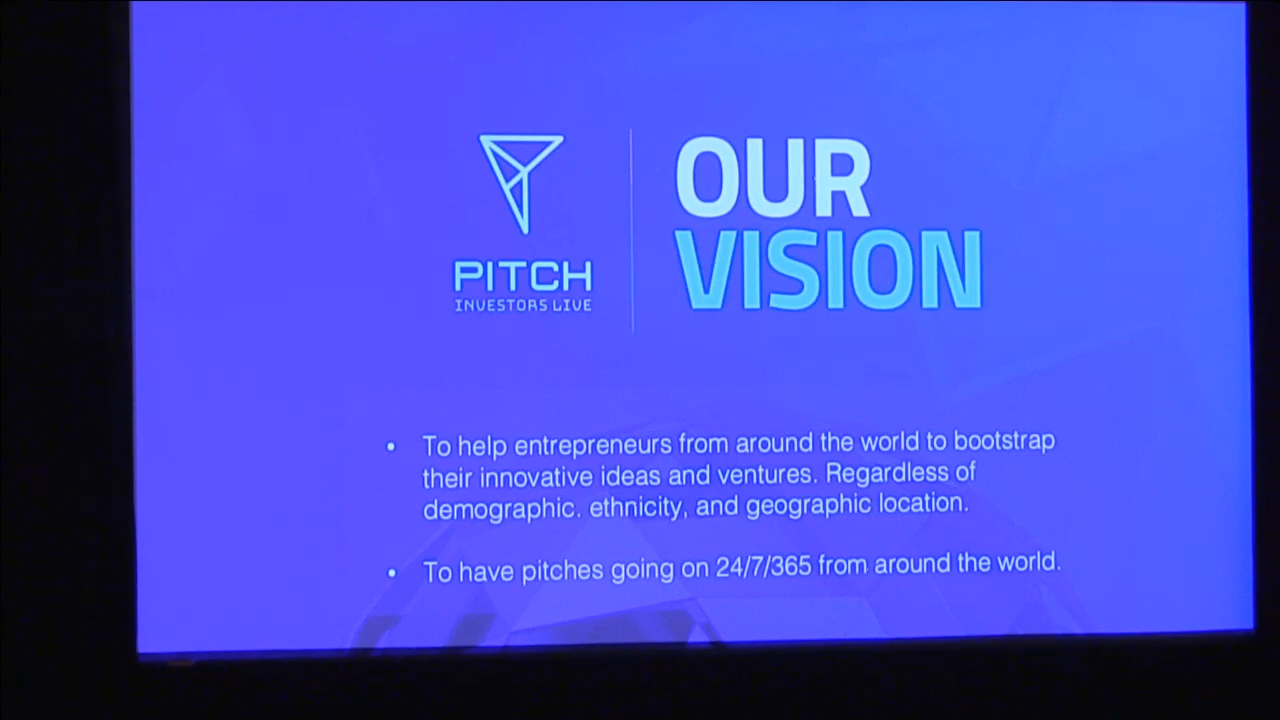 PITCH
INVESTORS LIVE
OUR
VISION
• To help entrepreneurs from around the world to bootstrap
their innovative ideas and ventures. Regardless of
demographic. ethnicity, and geographic location.
• To have pitches going on 24/7/365 from around the world.